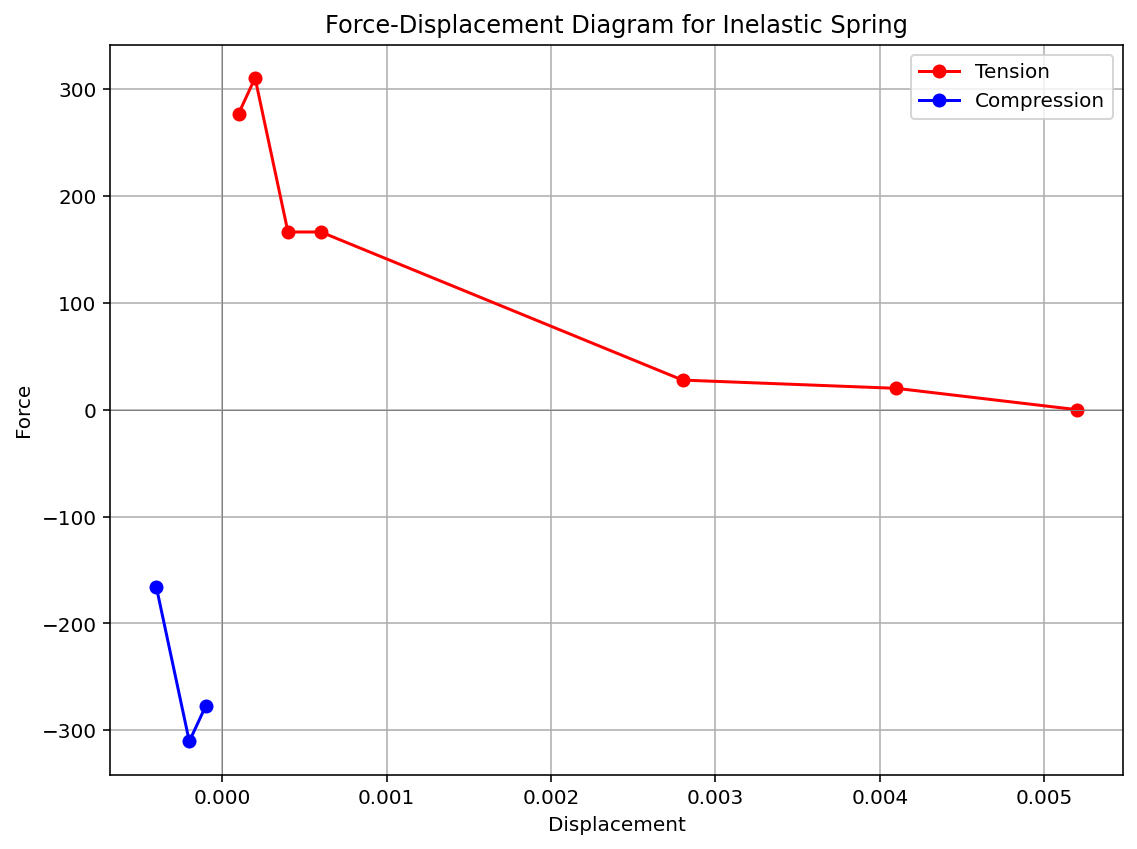 Force-Displacement Diagram for Inelastic Spring
Tension
Compression
300
200
100
0
−100
−200
−300
Force
0.000 0.001 0.002 0.003 0.004 0.005
Displacement